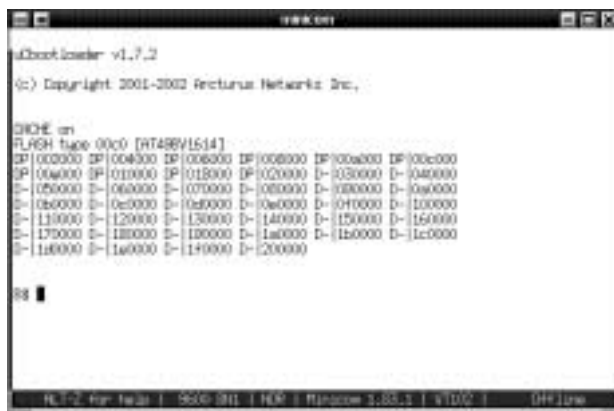 minicom
uCbootloader v1.7.2
(c) Copyright 2001-2002 Arcturus Networks Inc.
CACHE on
FLASH type 00c0 [AT49BV1614]
DP|002000 DP|004000 DP|006000 DP|008000 DP|00a000 DP|00c000
DP|00e000 DP|010000 DP|018000 DP|020000 D-|030000 D-|040000
D-|050000 D-|060000 D-|070000 D-|080000 D-|090000 D-|0a0000
D-|0b0000 D-|0c0000 D-|0d0000 D-|0e0000 D-|0f0000 D-|100000
D-|110000 D-|120000 D-|130000 D-|140000 D-|150000 D-|160000
D-|170000 D-|180000 D-|190000 D-|1a0000 D-|1b0000 D-|1c0000
D-|1d0000 D-|1e0000 D-|1f0000 D-|200000
B$
ALT-Z for help | 9600 8N1 | NOR | Minicom 1.83.1 | VT102 | Offline